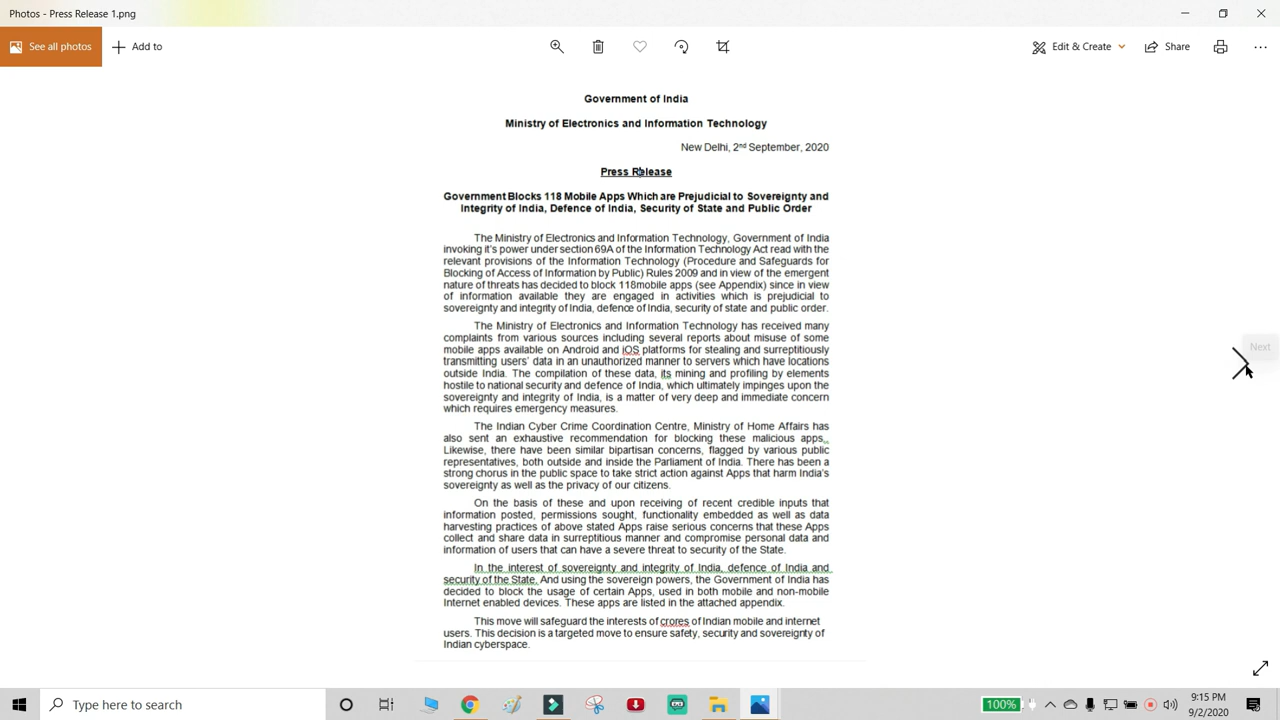 Photos - Press Release 1.png
See all photos
Add to
Edit & Create
Share
Government of India
Ministry of Electronics and Information Technology
New Delhi, 2nd September, 2020
Press Release
Government Blocks 118 Mobile Apps Which are Prejudicial to Sovereignty and
Integrity of India, Defence of India, Security of State and Public Order
The Ministry of Electronics and Information Technology, Government of India
invoking it's power under section 69A of the Information Technology Act read with the
relevant provisions of the Information Technology (Procedure and Safeguards for
Blocking of Access of Information by Public) Rules 2009 and in view of the emergent
nature of threats has decided to block 118mobile apps (see Appendix) since in view
of information available they are engaged in activities which is prejudicial to
sovereignty and integrity of India, defence of India, security of state and public order.
The Ministry of Electronics and Information Technology has received many
complaints from various sources including several reports about misuse of some
mobile apps available on Android and iOS platforms for stealing and surreptitiously
transmitting users' data in an unauthorized manner to servers which have locations
outside India. The compilation of these data, its mining and profiling by elements
hostile to national security and defence of India, which ultimately impinges upon the
sovereignty and integrity of India, is a matter of very deep and immediate concern
which requires emergency measures.
The Indian Cyber Crime Coordination Centre, Ministry of Home Affairs has
also sent an exhaustive recommendation for blocking these malicious apps..
Likewise, there have been similar bipartisan concerns, flagged by various public
representatives, both outside and inside the Parliament of India. There has been a
strong chorus in the public space to take strict action against Apps that harm India's
sovereignty as well as the privacy of our citizens.
On the basis of these and upon receiving of recent credible inputs that
information posted, permissions sought, functionality embedded as well as data
harvesting practices of above stated Apps raise serious concerns that these Apps
collect and share data in surreptitious manner and compromise personal data and
information of users that can have a severe threat to security of the State.
In the interest of sovereignty and integrity of India, defence of India and
security of the State. And using the sovereign powers, the Government of India has
decided to block the usage of certain Apps, used in both mobile and non-mobile
Internet enabled devices. These apps are listed in the attached appendix.
This move will safeguard the interests of crores of Indian mobile and internet
users. This decision is a targeted move to ensure safety, security and sovereignty of
Indian cyberspace.
Next
Type here to search
100%
9:15 PM
9/2/2020